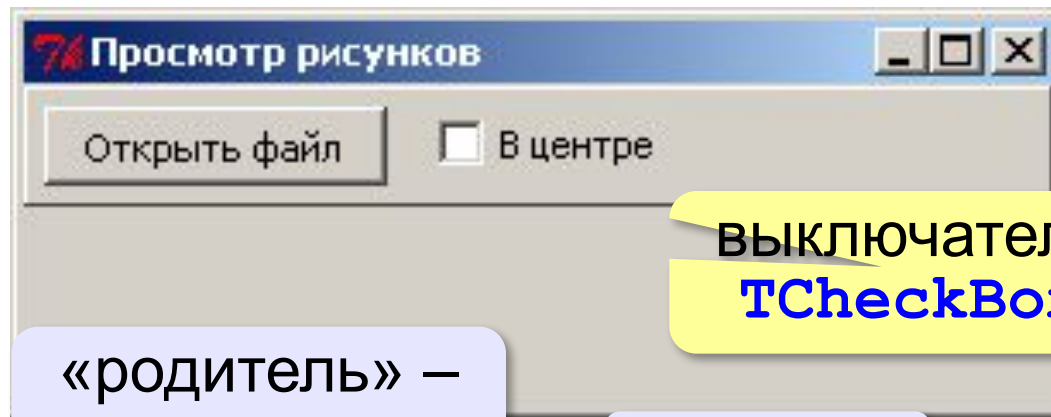 Просмотр рисунков
Открыть файл В центре
выключател
TCheckBo
«родитель» –